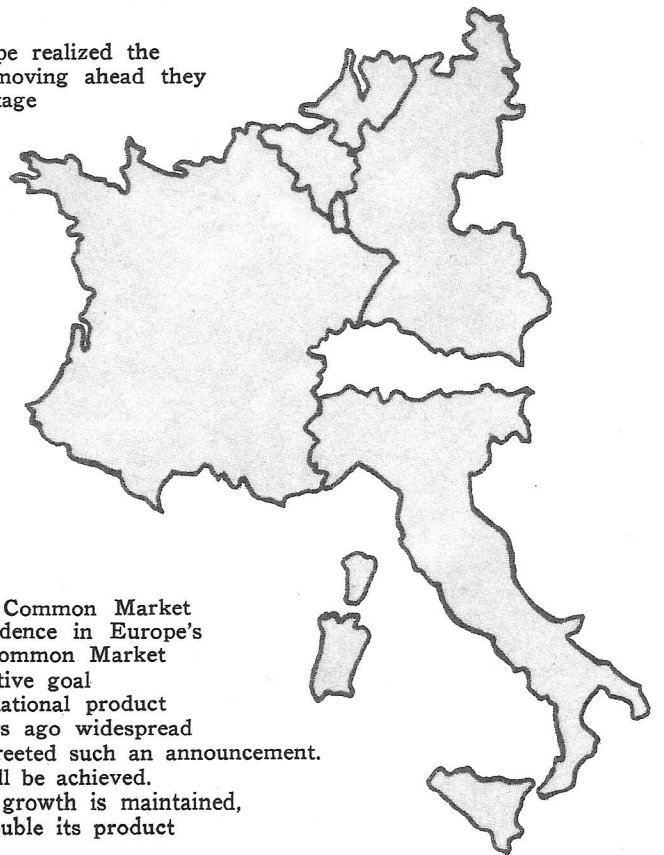 pe realized the
moving ahead they
tage
Common Market
dence in Europe's
ommon Market
tive goal
ational product
s ago widespread
reeted such an announcement.
ll be achieved.
growth is maintained,
uble its product